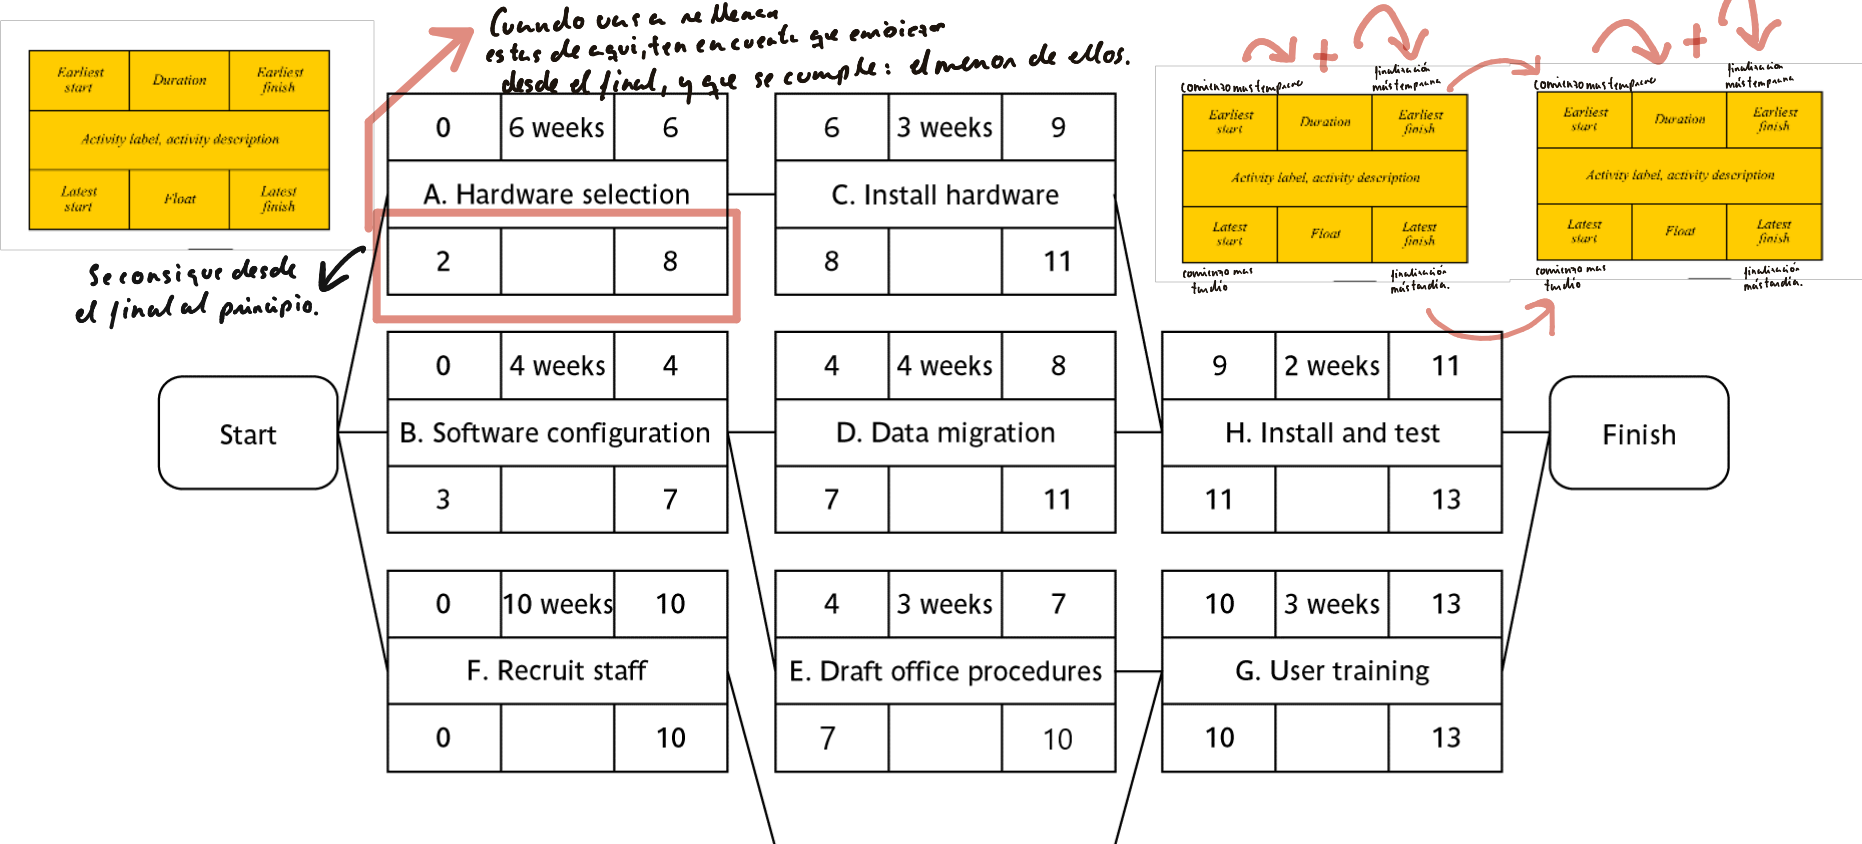 Cuando vas a rellenar
estas de aqui, ten en cuenta que empiezan
desde el final, y que se cumple: el menor de ellos.
Earliest start
Duration
Earliest finish
Activity label, activity description
Latest start
Float
Latest finish
Se consigue desde
el final al principio.
comienzo mas temprano
finalización
más temprana
Earliest start
Duration
Earliest finish
Activity label, activity description
Latest start
Float
Latest finish
comienzo mas
tardío
finalización
más tardía.
comienzo mas temprano
finalización
más temprana
Earliest start
Duration
Earliest finish
Activity label, activity description
Latest start
Float
Latest finish
comienzo mas
tardío
finalización
más tardía.
0 6 weeks 6
A. Hardware selection
2 8
6 3 weeks 9
C. Install hardware
8 11
Start
0 4 weeks 4
B. Software configuration
3 7
4 4 weeks 8
D. Data migration
7 11
9 2 weeks 11
H. Install and test
11 13
Finish
0 10 weeks 10
F. Recruit staff
0 10
4 3 weeks 7
E. Draft office procedures
7 10
10 3 weeks 13
G. User training
10 13